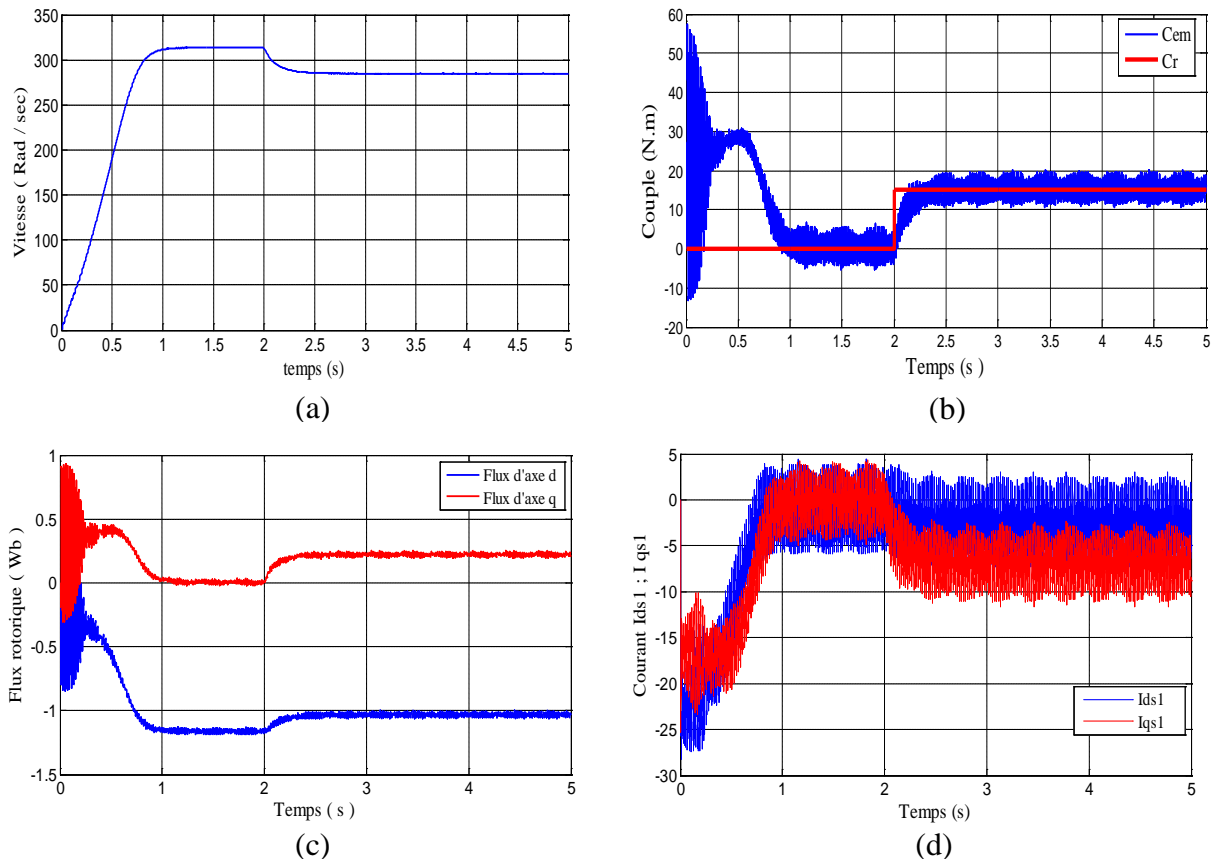 350
300
250
200
150
100
50
0
Vitesse ( Rad / sec)
0 0.5 1 1.5 2 2.5 3 3.5 4 4.5 5
temps (s)
(a)
60
50
40
30
20
10
0
-10
-20
Couple (N.m)
Cem
Cr
0 0.5 1 1.5 2 2.5 3 3.5 4 4.5 5
Temps (s )
(b)
1
0.5
0
-0.5
-1
-1.5
Flux rotorique ( Wb )
Flux d'axe d
Flux d'axe q
0 1 2 3 4 5
Temps ( s )
(c)
5
0
-5
-10
-15
-20
-25
-30
Courant Ids1 ; I qs1
Ids1
Iqs1
0 1 2 3 4 5
Temps (s)
(d)